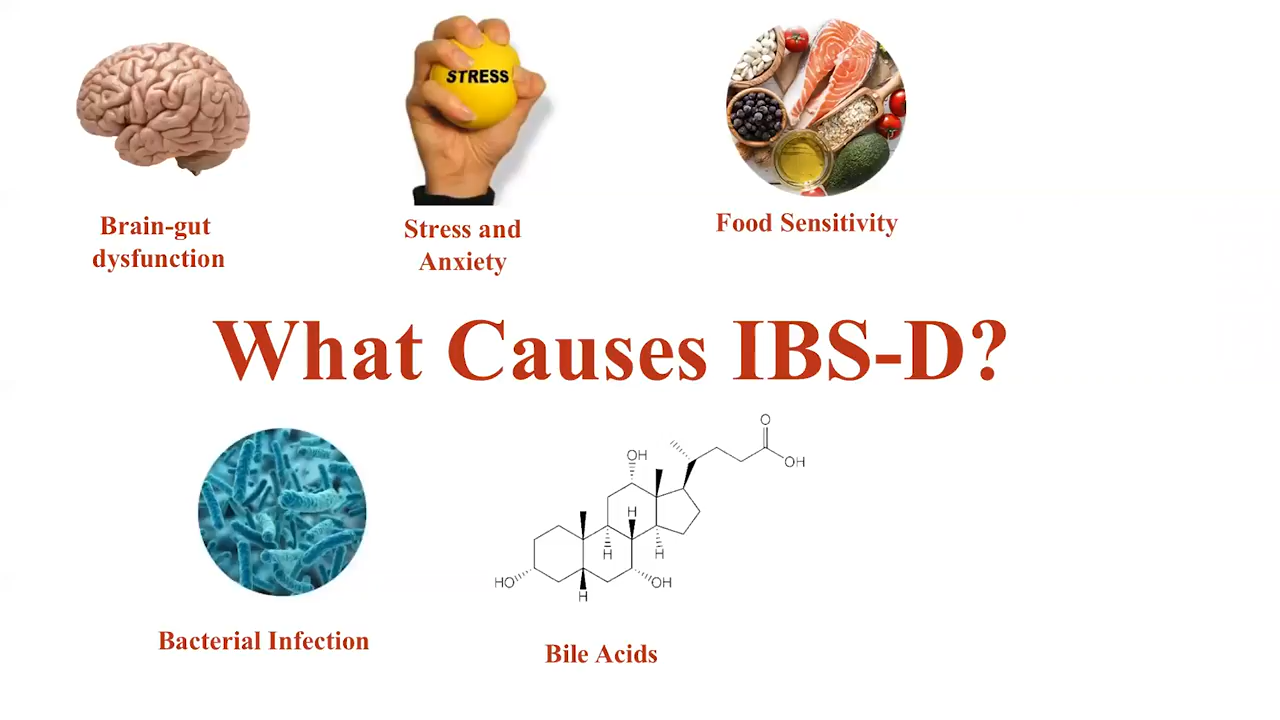 STRESS
Brain-gut
dysfunction
Stress and
Anxiety
Food Sensitivity
What Causes IBS-D?
O
OH
OH
H
H
H
HO
OH
H
Bacterial Infection
Bile Acids